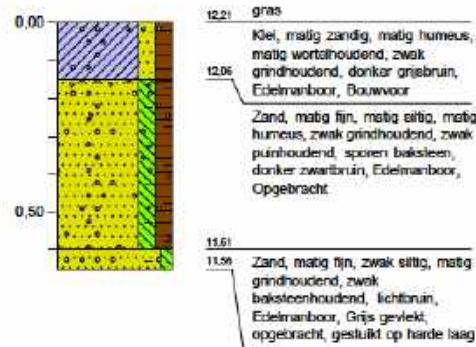 gras
0,00
12,21
Klei, matig zandig, matig humeus,
matig wortelhoudend, zwak
grindhoudend, donker grijsbruin,
Edelmanboor, Bouwvoor
12,06
Zand, matig fijn, matig siltig, matig
humeus, zwak grindhoudend, zwak
puinhoudend, sporen baksteen,
donker zwartbruin, Edelmanboor,
Opgebracht
0,50
11,61
11,56
Zand, matig fijn, zwak siltig, matig
grindhoudend, zwak
baksteenhoudend, lichtbruin,
Edelmanboor, Grijs gevlekt,
opgebracht, gestuikt op harde laag